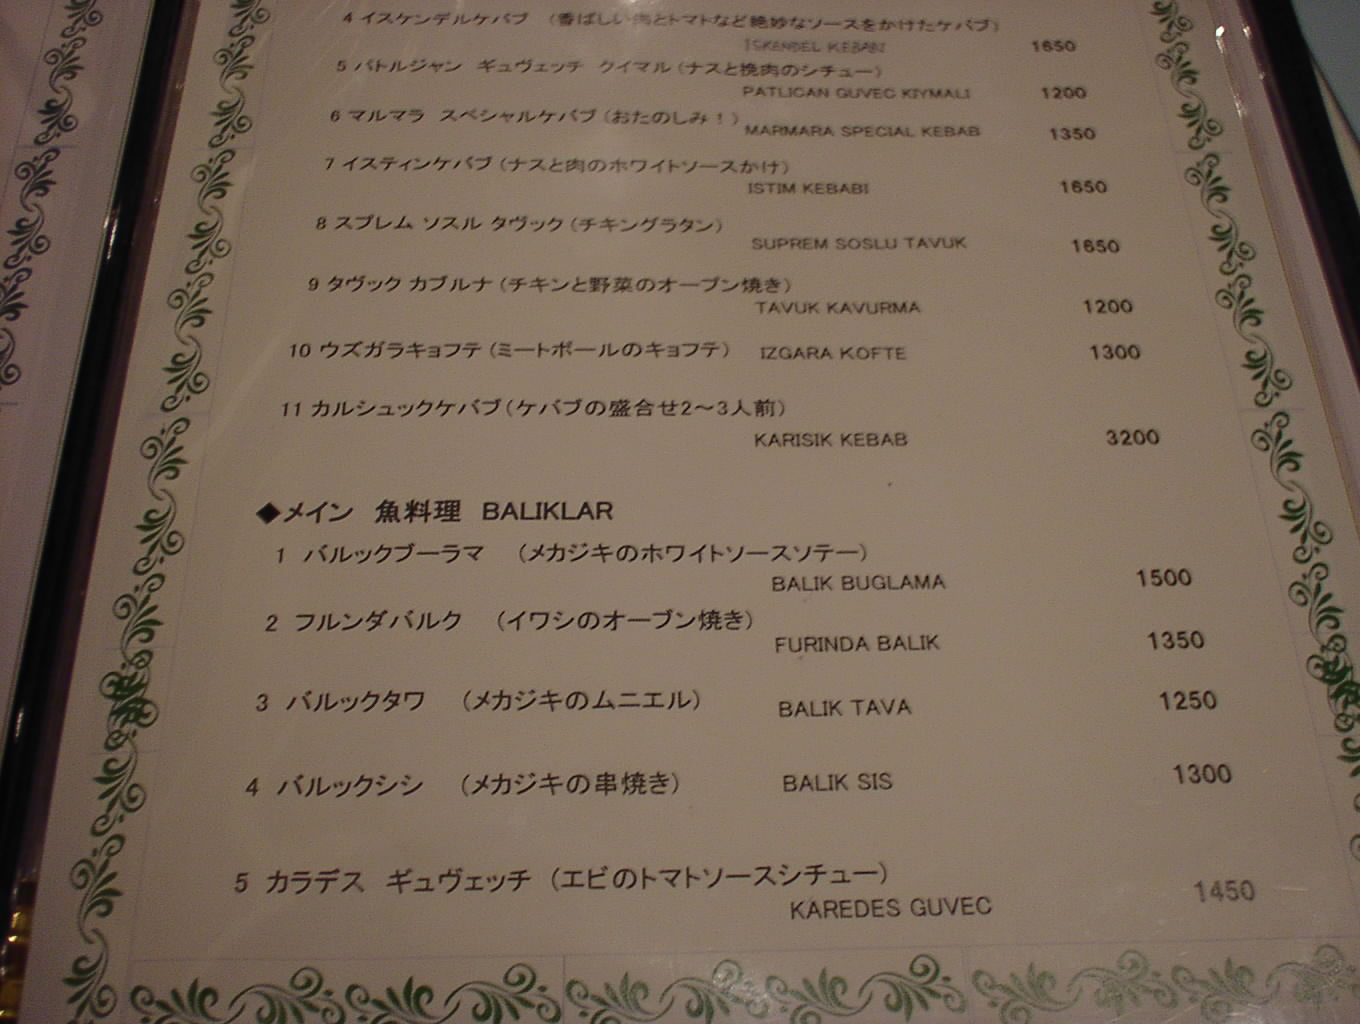 4 イスケンデルケバブ （香ばしい肉とトマトなど絶妙なソースをかけたケバブ）
ISKENDEL KEBABI 1650
5 パトルジャン ギュヴェッチ クイマル（ナスと挽肉のシチュー）
PATLICAN GUVEC KIYMALI 1200
6 マルマラ スペシャルケバブ（おたのしみ！）
MARMARA SPECIAL KEBAB 1350
7 イスティンケバブ（ナスと肉のホワイトソースかけ）
ISTIM KEBABI 1650
8 スプレム ソスル タヴック（チキングラタン）
SUPREM SOSLU TAVUK 1650
9 タヴック カブルナ（チキンと野菜のオーブン焼き）
TAVUK KAVURMA 1200
10 ウズガラキョフテ（ミートボールのキョフテ） IZGARA KOFTE 1300
11 カルシュックケバブ（ケバブの盛合せ2～3人前）
KARISIK KEBAB 3200
◆メイン 魚料理 BALIKLAR
1 バルックブーラマ （メカジキのホワイトソースソテー）
BALIK BUGLAMA 1500
2 フルンダバルク （イワシのオーブン焼き）
FURINDA BALIK 1350
3 バルックタワ （メカジキのムニエル） BALIK TAVA 1250
4 バルックシシ （メカジキの串焼き） BALIK SIS 1300
5 カラデス ギュヴェッチ （エビのトマトソースシチュー）
KAREDES GUVEC 1450